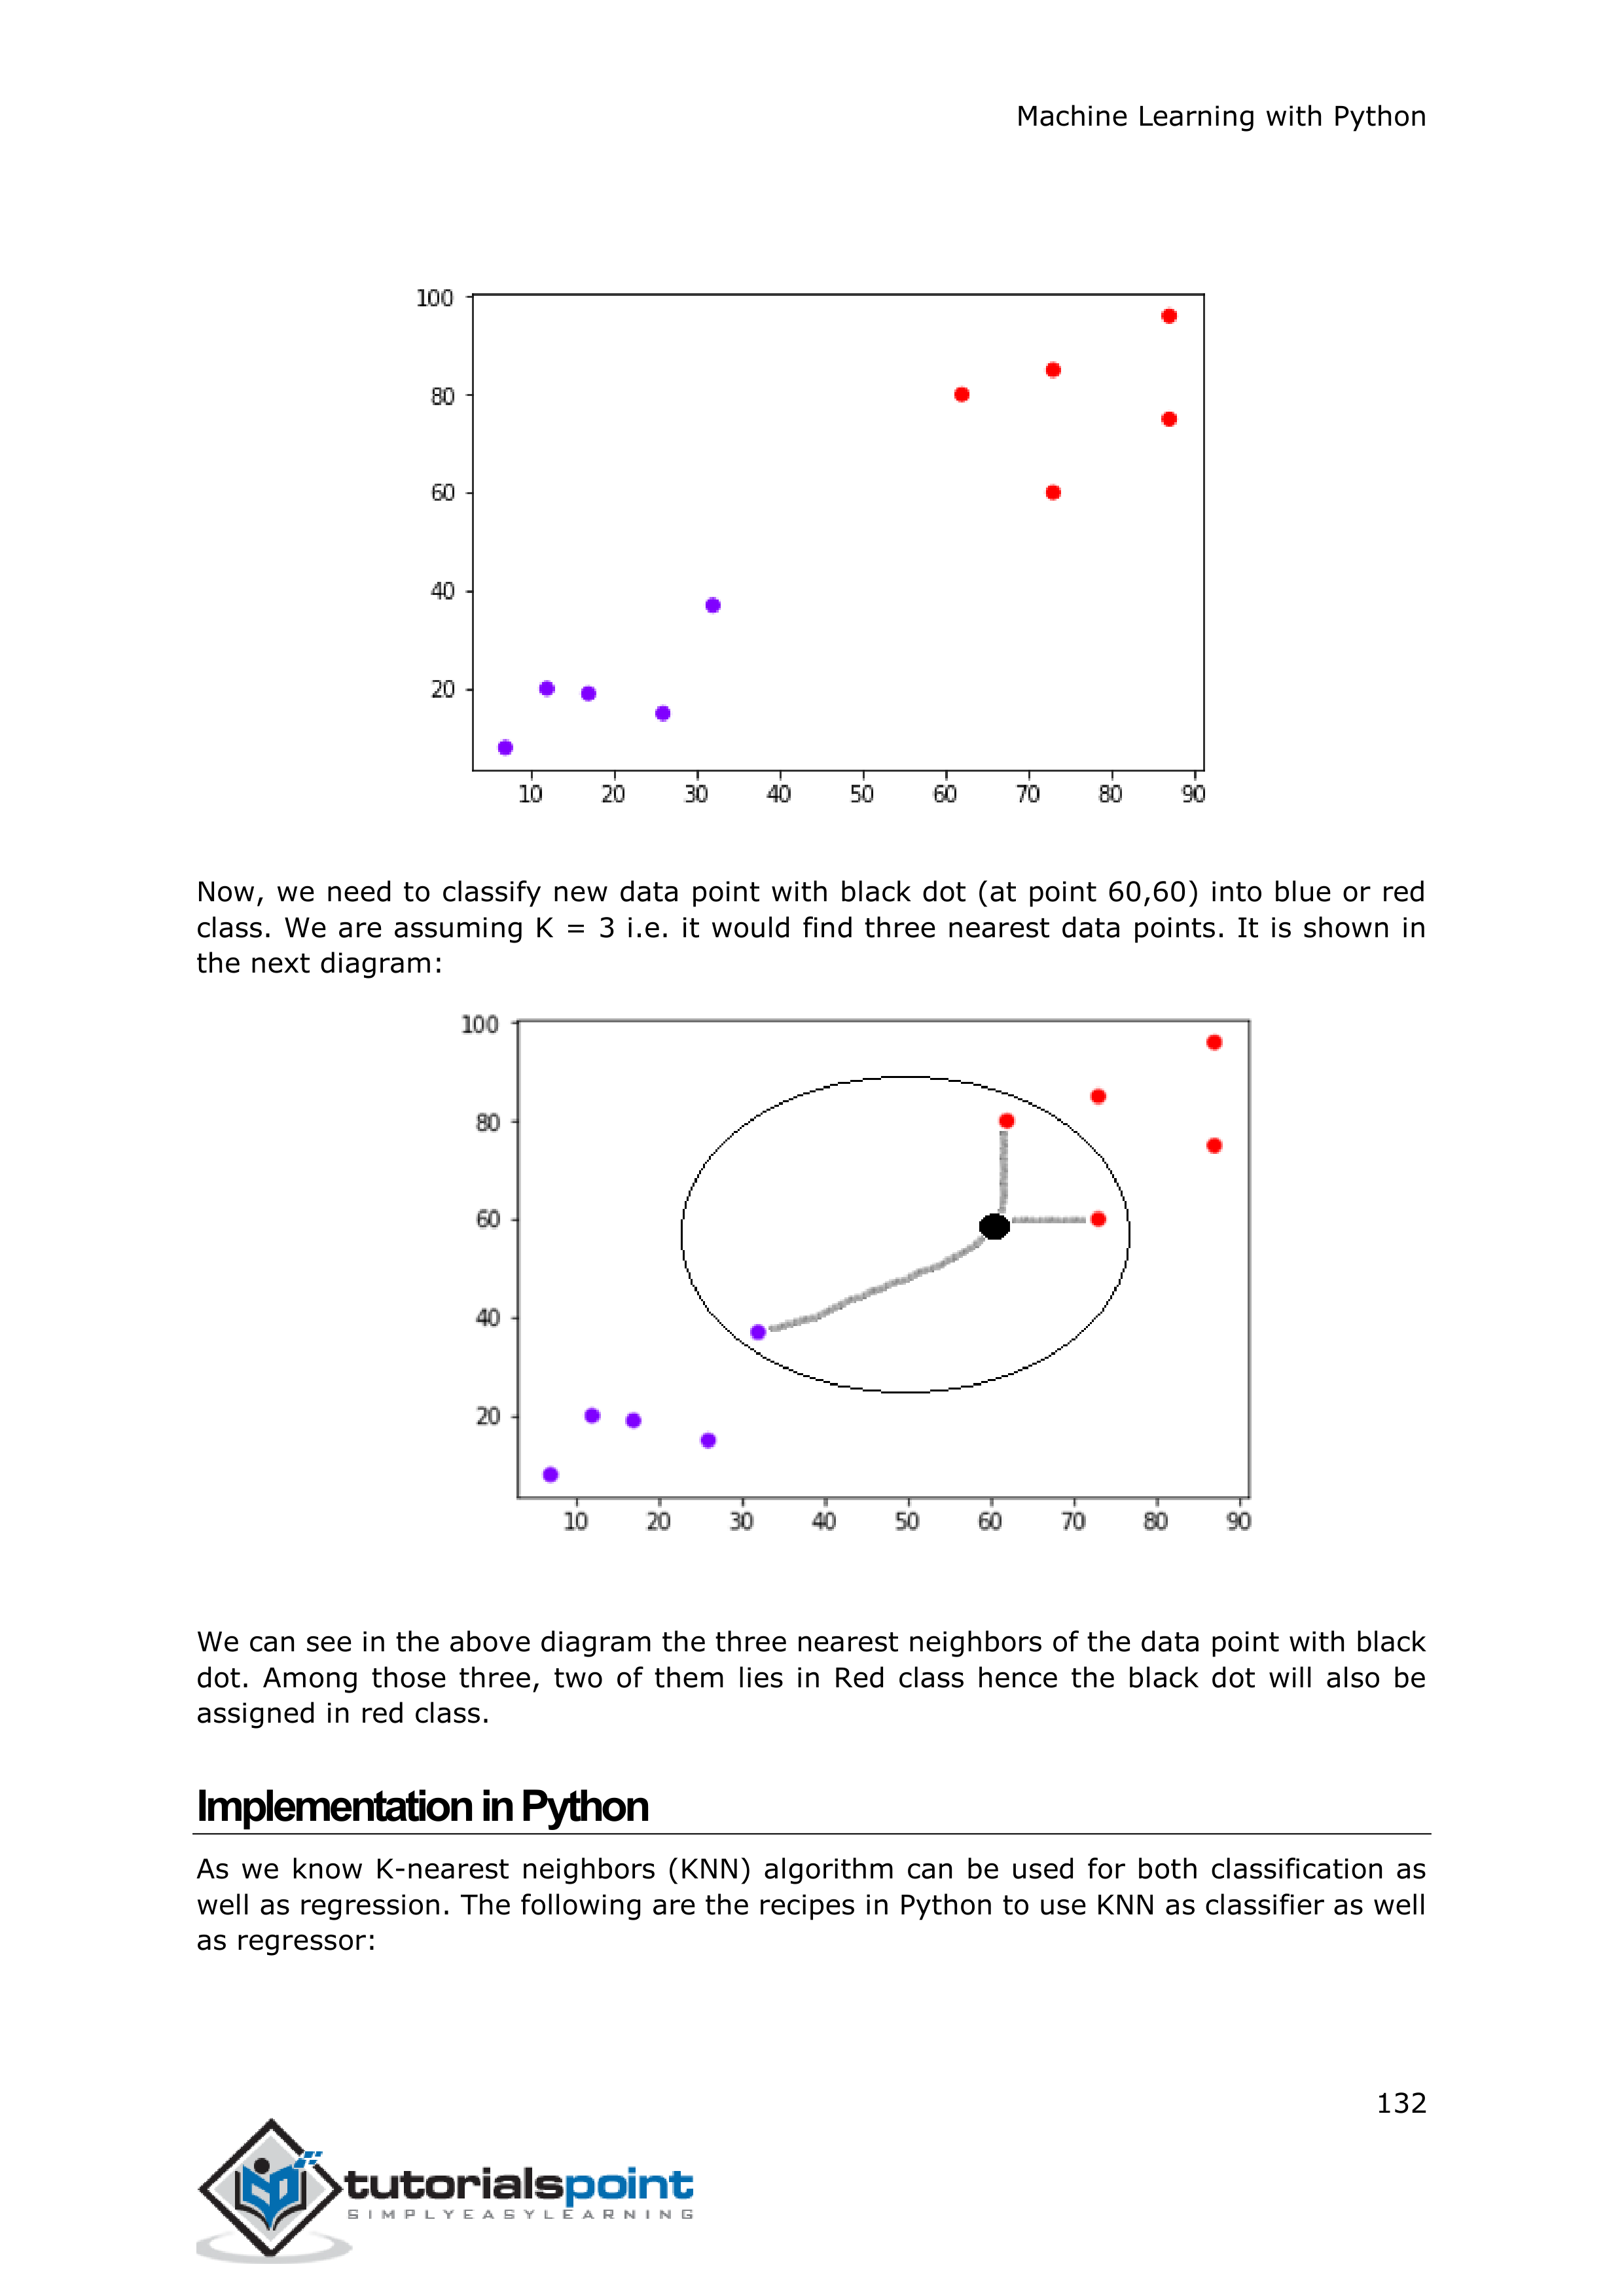 Machine Learning with Python
100
80
60
40
20
10 20 30 40 50 60 70 80 90
Now, we need to classify new data point with black dot (at point 60,60) into blue or red
class. We are assuming K = 3 i.e. it would find three nearest data points. It is shown in
the next diagram:
100
80
60
40
20
10 20 30 40 50 60 70 80 90
We can see in the above diagram the three nearest neighbors of the data point with black
dot. Among those three, two of them lies in Red class hence the black dot will also be
assigned in red class.
Implementation in Python
As we know K-nearest neighbors (KNN) algorithm can be used for both classification as
well as regression. The following are the recipes in Python to use KNN as classifier as well
as regressor:
132
tutorialspoint
SIMPLYEASYLEARNING